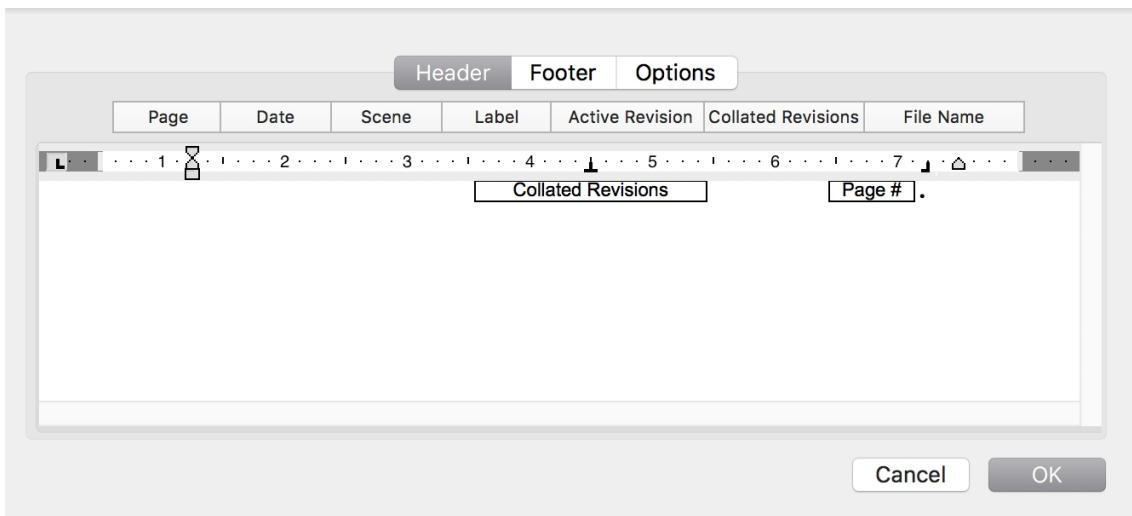 Header Footer Options
Page Date Scene Label Active Revision Collated Revisions File Name
1 2 3 4 5 6 7
Collated Revisions Page # .
Cancel OK